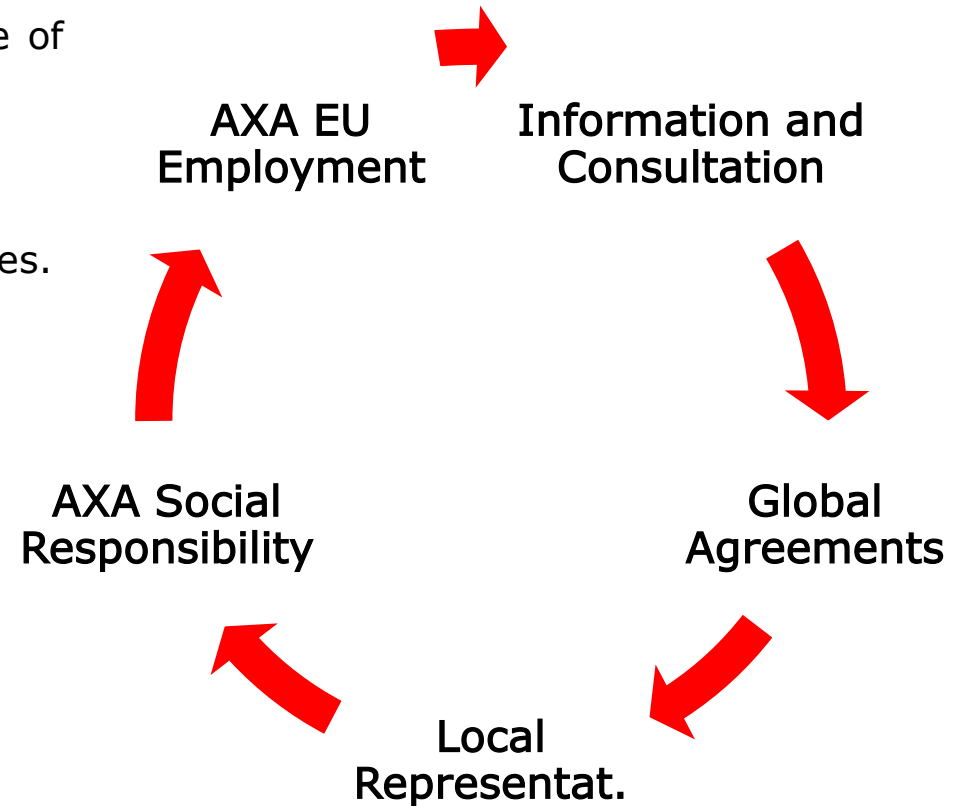 e of
AXA EU
Employment
Information and
Consultation
es.
AXA Social
Responsibility
Global
Agreements
Local
Representat.